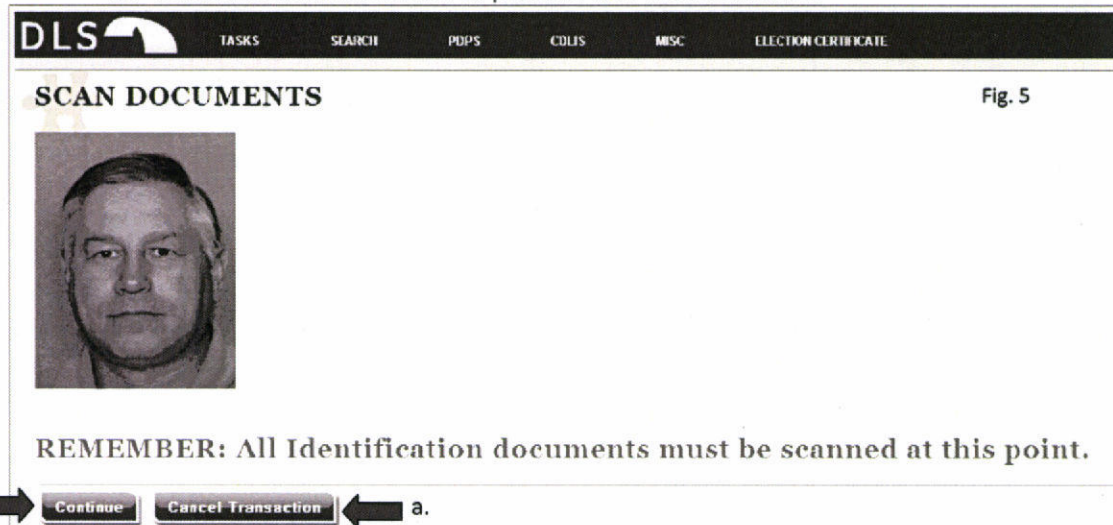 DLS TASKS SEARCH PDPS CDLIS MISC ELECTION CERTIFICATE
SCAN DOCUMENTS Fig. 5
REMEMBER: All Identification documents must be scanned at this point.
Continue Cancel Transaction a.